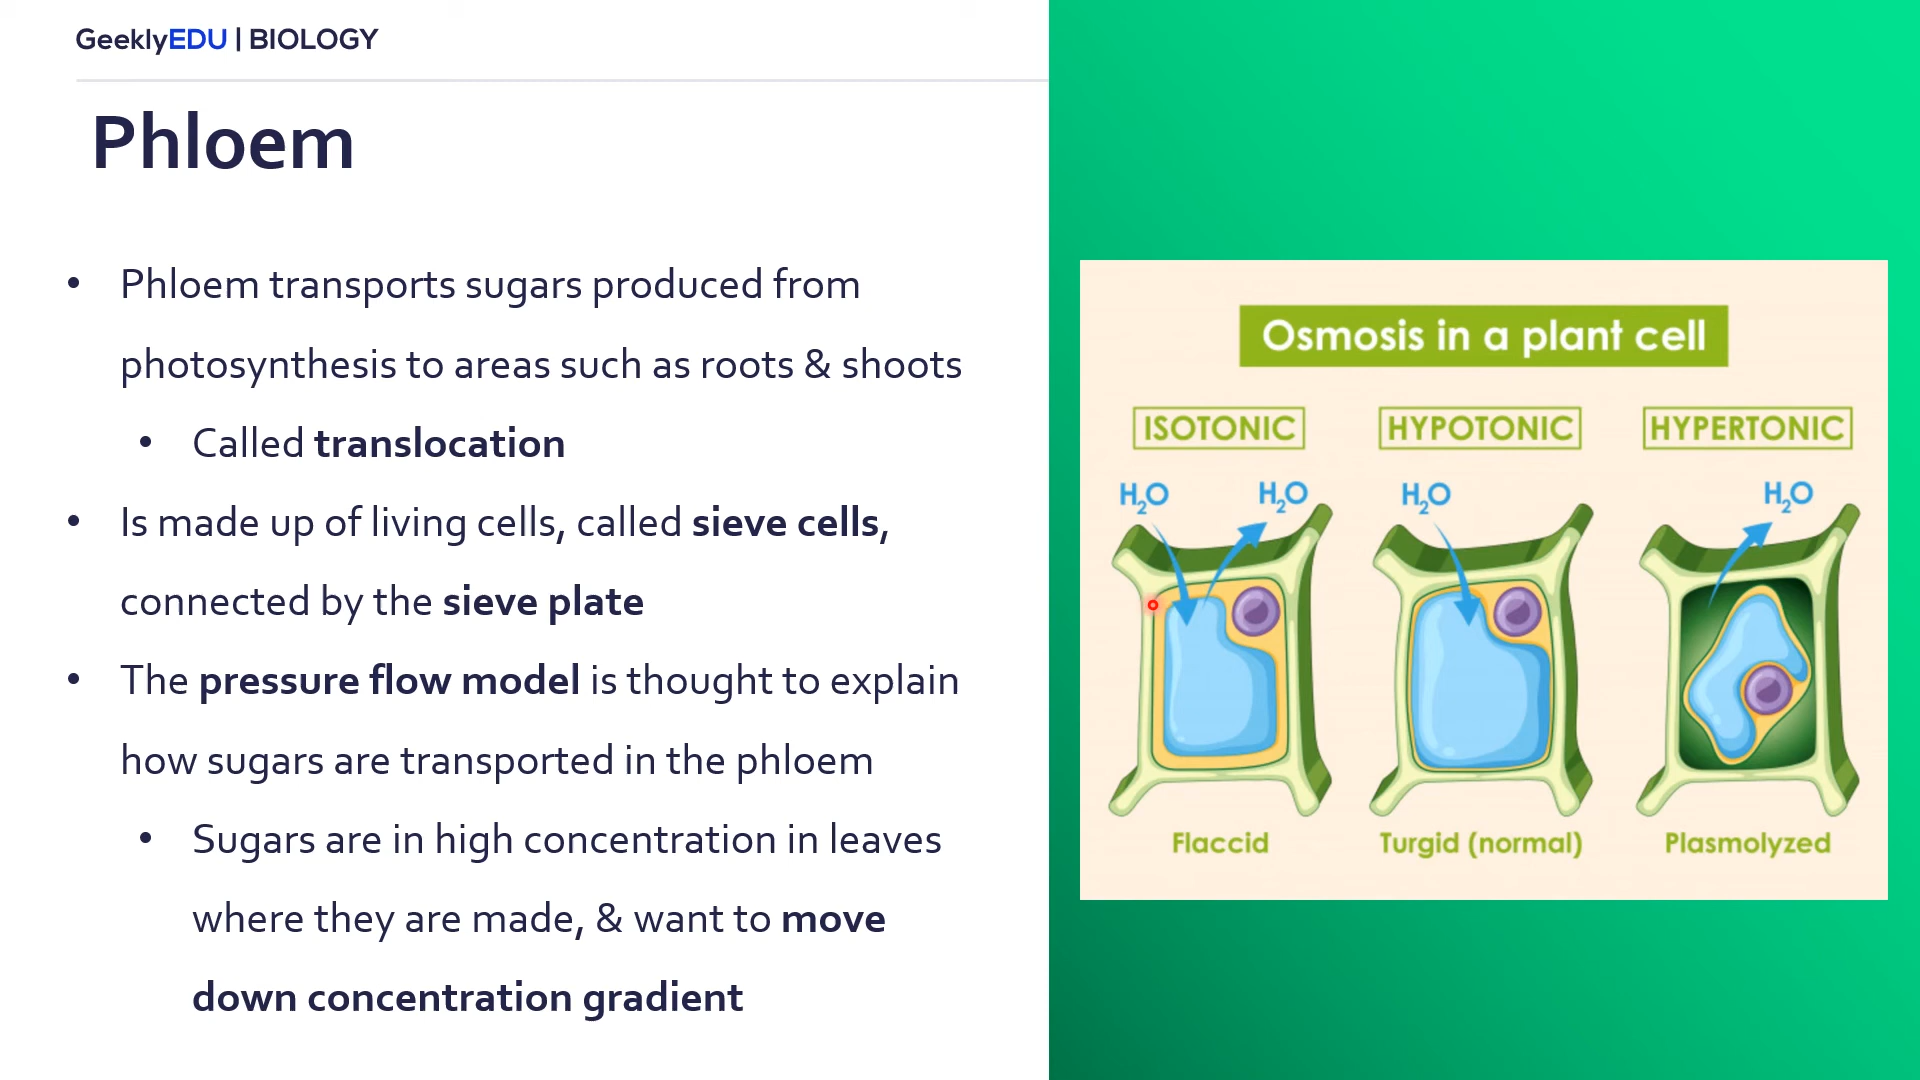 GeeklyEDU | BIOLOGY
Phloem
• Phloem transports sugars produced from
photosynthesis to areas such as roots & shoots
• Called translocation
• Is made up of living cells, called sieve cells,
connected by the sieve plate
• The pressure flow model is thought to explain
how sugars are transported in the phloem
• Sugars are in high concentration in leaves
where they are made, & want to move
down concentration gradient
Osmosis in a plant cell
ISOTONIC HYPOTONIC HYPERTONIC
H₂O H₂O H₂O H₂O
Flaccid Turgid (normal) Plasmolyzed